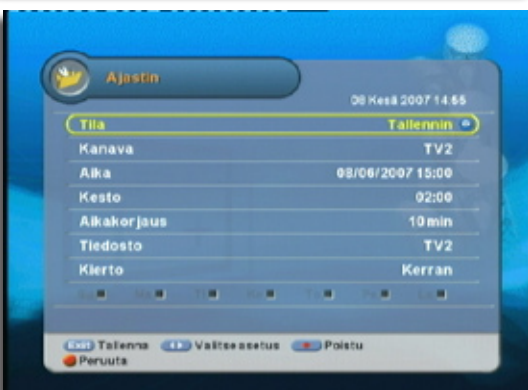 Ajastin
08 Kesä 2007 14:55
Tila Tallennin
Kanava TV2
Aika 08/06/2007 15:00
Kesto 02:00
Aikakorjaus 10 min
Tiedosto TV2
Kierto Kerran
Exit Tallenna Valitse asetus Poistu
Peruuta